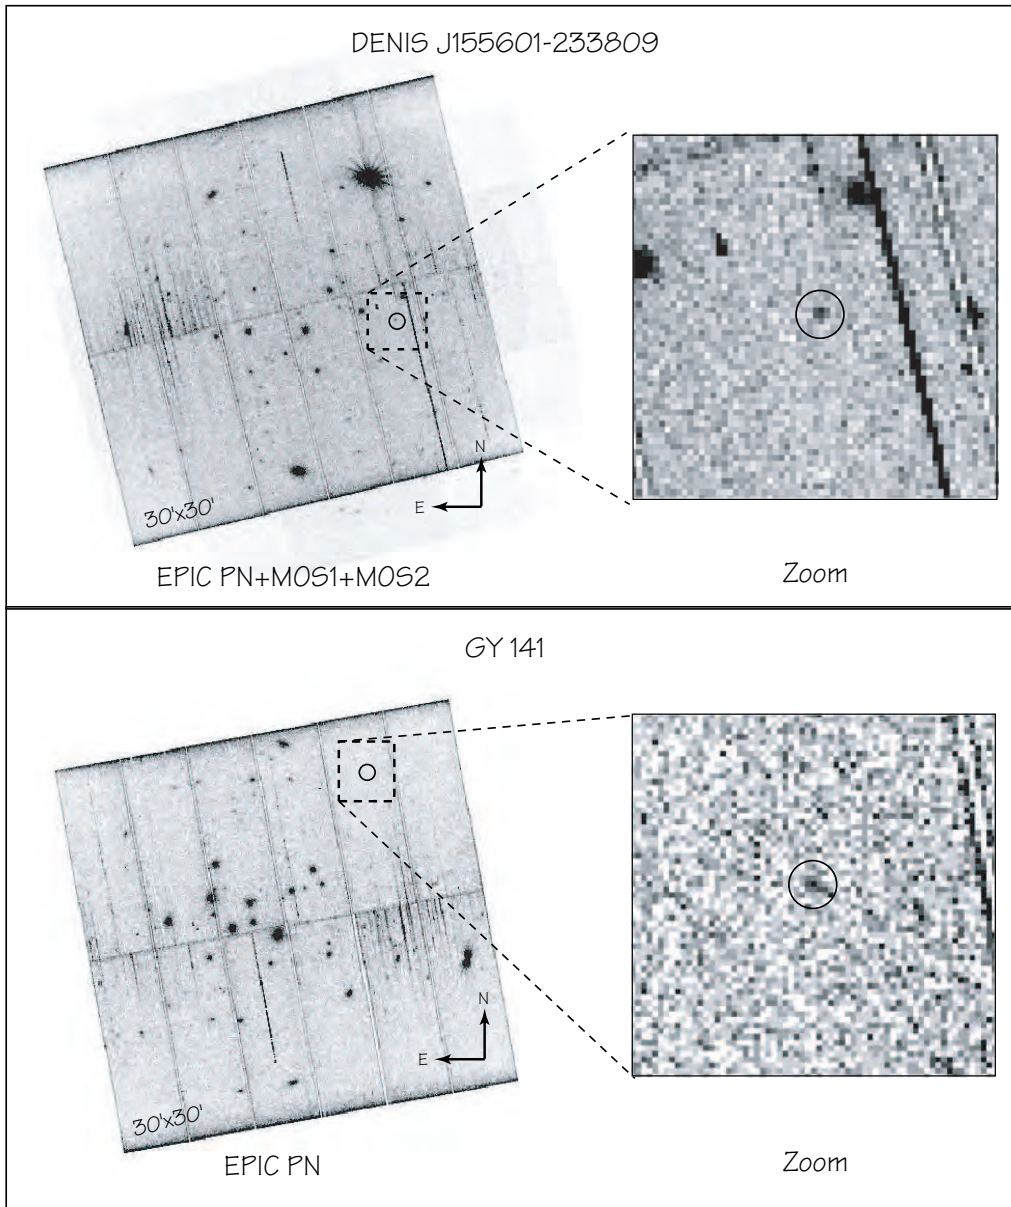 DENIS J155601-233809
N
E
30'x30'
EPIC PN+MOS1+MOS2
Zoom
GY 141
N
E
30'x30'
EPIC PN
Zoom